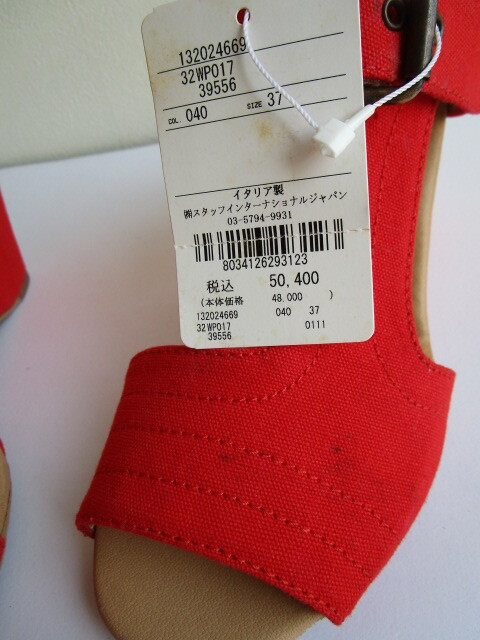 132024669
32WP017
39556
COL. 040 SIZE 37
イタリア製
㈱スタッフインターナショナルジャパン
03-5794-9931
8034126293123
税込 50,400
(本体価格 48,000 )
132024669 040 37
32WP017
39556 0111